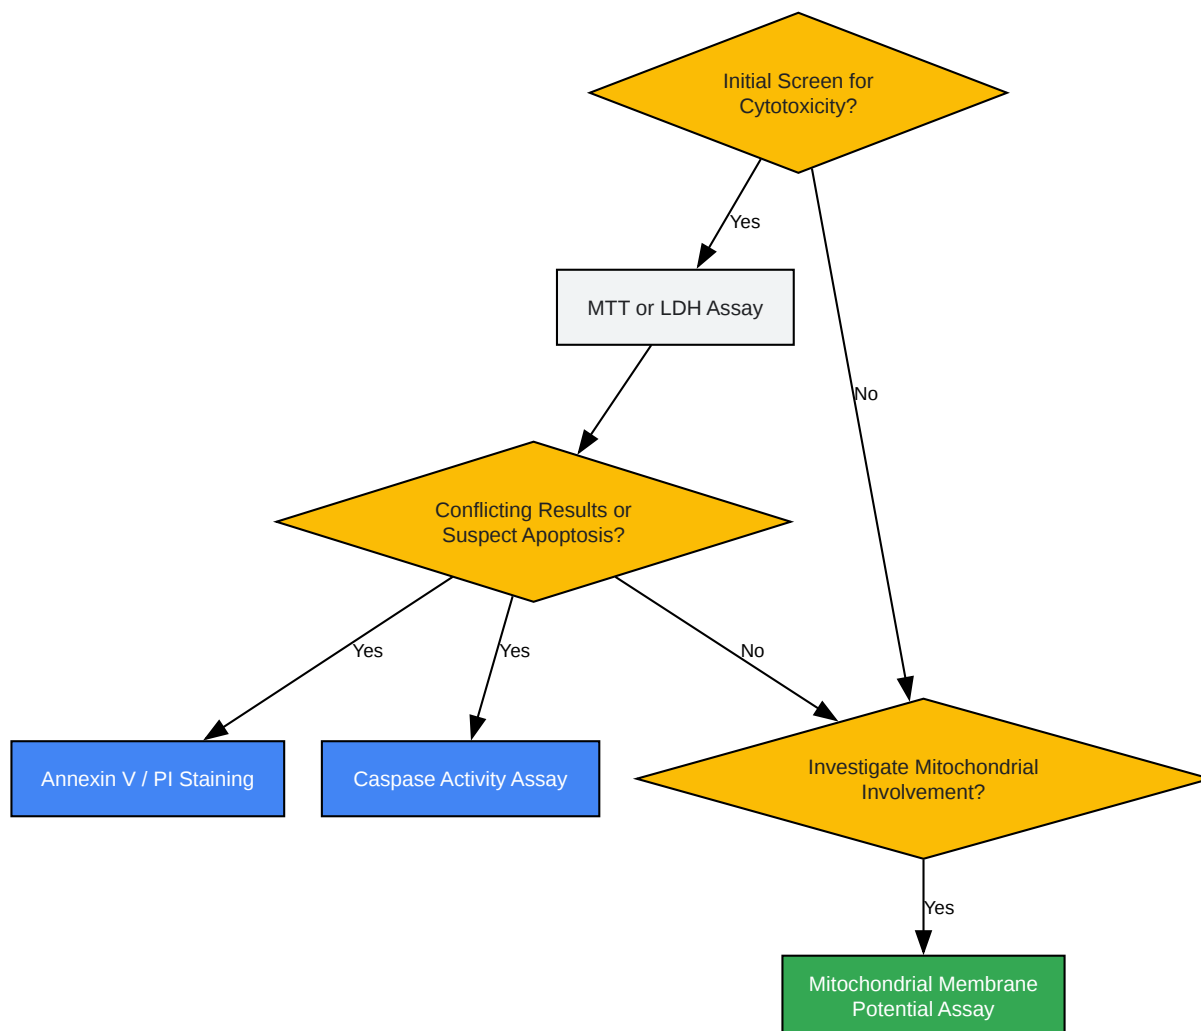 Initial Screen for
Cytotoxicity?
Yes
MTT or LDH Assay
No
Conflicting Results or
Suspect Apoptosis?
Yes
Yes
No
Annexin V / PI Staining
Caspase Activity Assay
Investigate Mitochondrial
Involvement?
Yes
Mitochondrial Membrane
Potential Assay